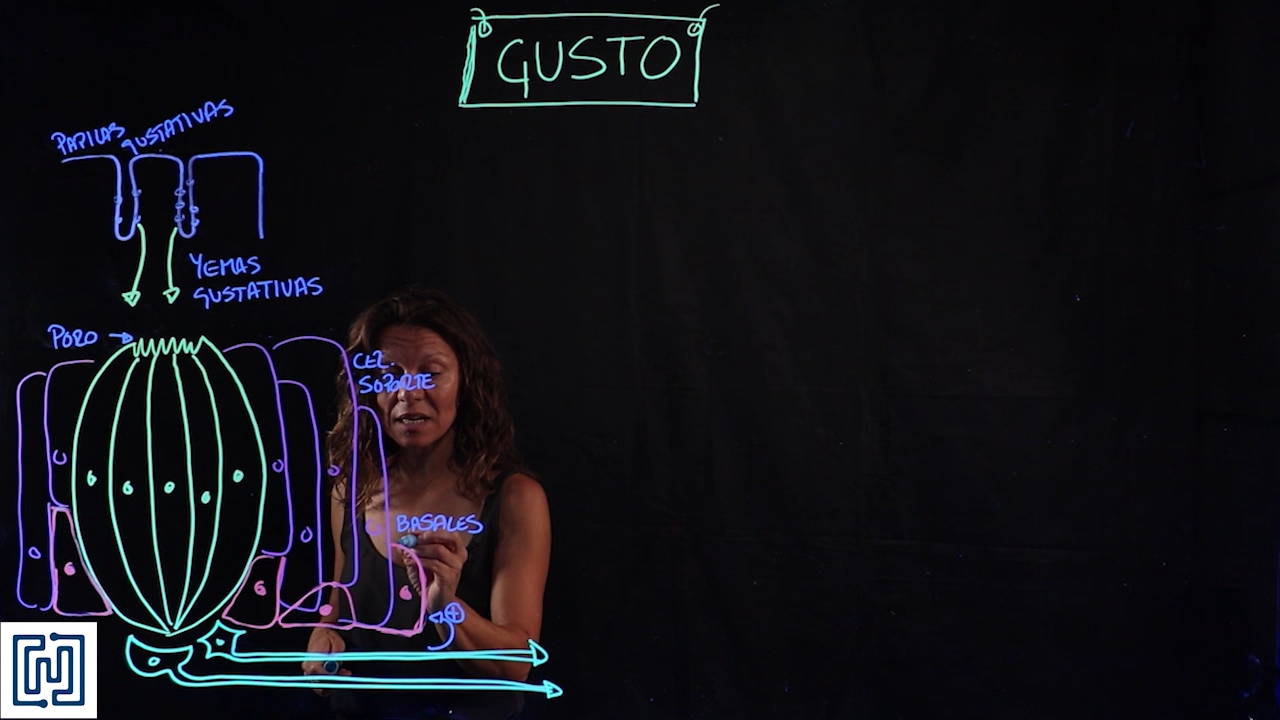 GUSTO
PAPILAS GUSTATIVAS
YEMAS
GUSTATIVAS
PORO
CEL.
SOPORTE
BASALES
+